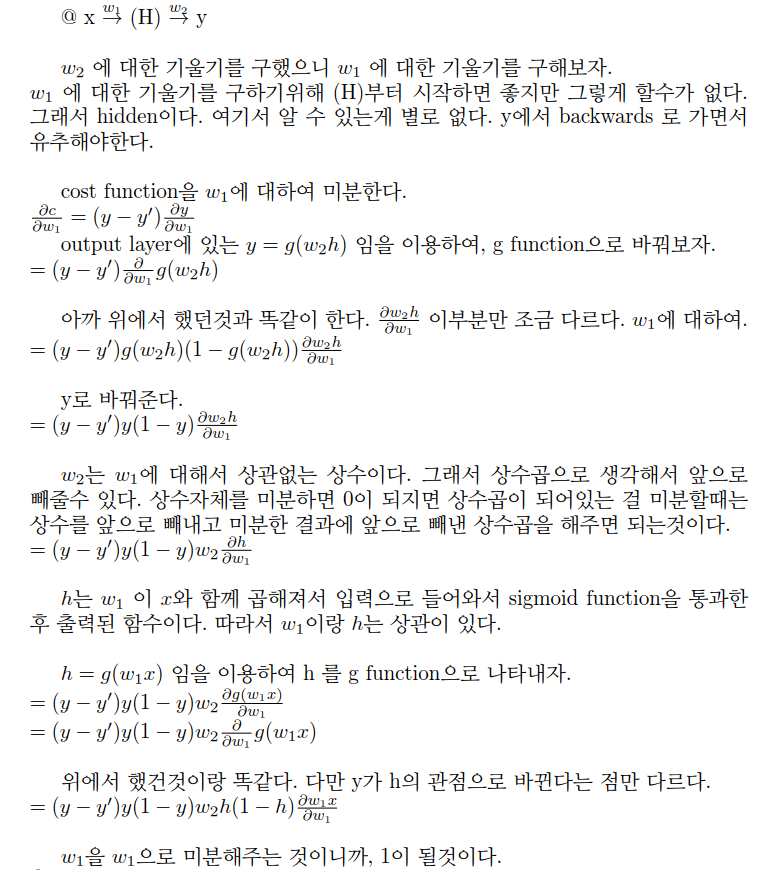 @ x $\xrightarrow{w_1}$ (H) $\xrightarrow{w_2}$ y
$w_2$ 에 대한 기울기를 구했으니 $w_1$ 에 대한 기울기를 구해보자.
$w_1$ 에 대한 기울기를 구하기위해 (H)부터 시작하면 좋지만 그렇게 할수가 없다.
그래서 hidden이다. 여기서 알 수 있는게 별로 없다. y에서 backwards 로 가면서
유추해야한다.
cost function을 $w_1$에 대하여 미분한다.
$\frac{\partial c}{\partial w_1} = (y - y')\frac{\partial y}{\partial w_1}$
output layer에 있는 $y = g(w_2h)$ 임을 이용하여, g function으로 바꿔보자.
$= (y - y')\frac{\partial}{\partial w_1}g(w_2h)$
아까 위에서 했던것과 똑같이 한다. $\frac{\partial w_2h}{\partial w_1}$ 이부분만 조금 다르다. $w_1$에 대하여.
$= (y - y')g(w_2h)(1 - g(w_2h))\frac{\partial w_2h}{\partial w_1}$
y로 바꿔준다.
$= (y - y')y(1 - y)\frac{\partial w_2h}{\partial w_1}$
$w_2$는 $w_1$에 대해서 상관없는 상수이다. 그래서 상수곱으로 생각해서 앞으로
빼줄수 있다. 상수자체를 미분하면 0이 되지면 상수곱이 되어있는 걸 미분할때는
상수를 앞으로 빼내고 미분한 결과에 앞으로 빼낸 상수곱을 해주면 되는것이다.
$= (y - y')y(1 - y)w_2\frac{\partial h}{\partial w_1}$
$h$는 $w_1$ 이 $x$와 함께 곱해져서 입력으로 들어와서 sigmoid function을 통과한
후 출력된 함수이다. 따라서 $w_1$이랑 $h$는 상관이 있다.
$h = g(w_1x)$ 임을 이용하여 h 를 g function으로 나타내자.
$= (y - y')y(1 - y)w_2\frac{\partial g(w_1x)}{\partial w_1}$
$= (y - y')y(1 - y)w_2\frac{\partial}{\partial w_1}g(w_1x)$
위에서 했건것이랑 똑같다. 다만 y가 h의 관점으로 바뀐다는 점만 다르다.
$= (y - y')y(1 - y)w_2h(1 - h)\frac{\partial w_1x}{\partial w_1}$
$w_1$을 $w_1$으로 미분해주는 것이니까, 1이 될것이다.